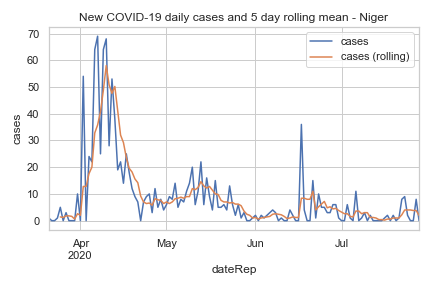 New COVID-19 daily cases and 5 day rolling mean - Niger
cases
cases (rolling)
70
60
50
40
30
20
10
0
cases
Apr
2020
May
Jun
Jul
dateRep